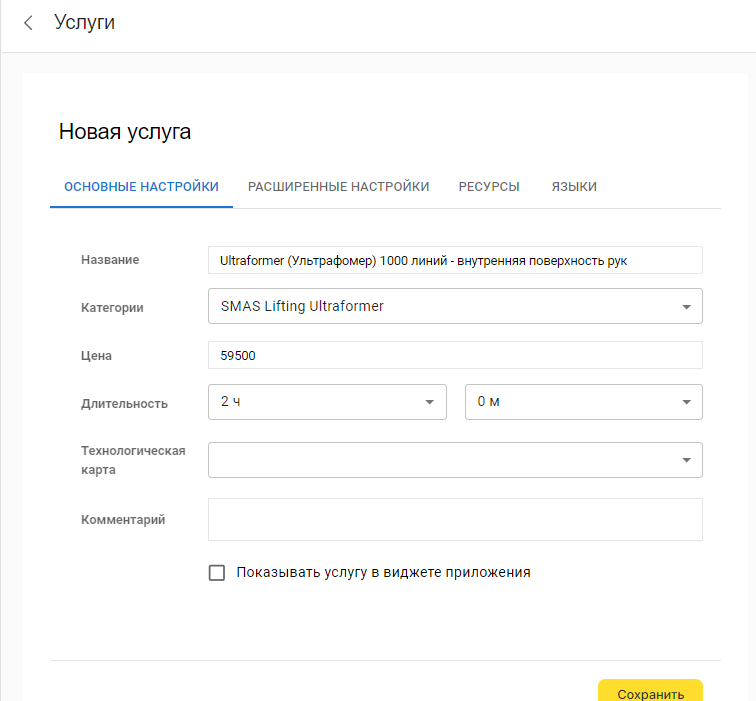 Услуги
Новая услуга
ОСНОВНЫЕ НАСТРОЙКИ РАСШИРЕННЫЕ НАСТРОЙКИ РЕСУРСЫ ЯЗЫКИ
Название Ultraformer (Ультрафомер) 1000 линий - внутренняя поверхность рук
Категории SMAS Lifting Ultraformer
Цена 59500
Длительность 2 ч 0 м
Технологическая
карта
Комментарий
Показывать услугу в виджете приложения
Сохранить